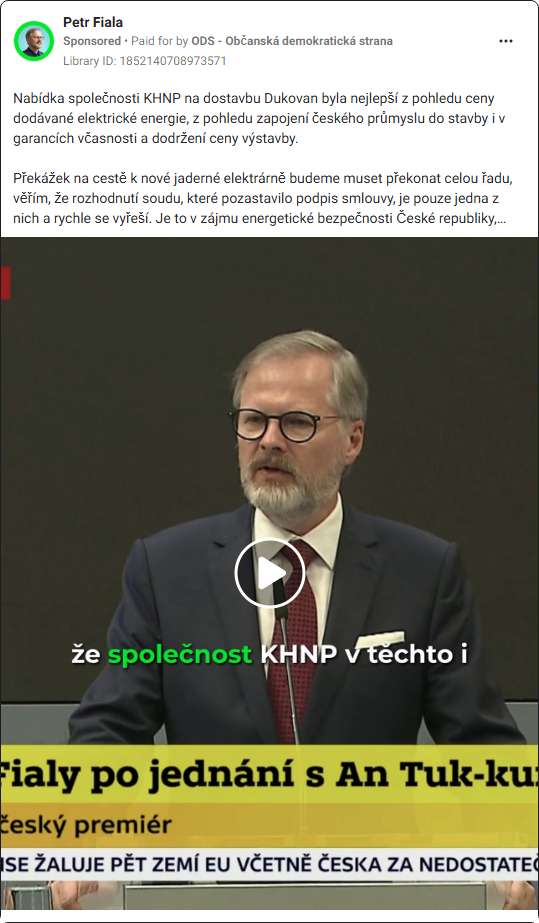 Petr Fiala
Sponsored • Paid for by ODS - Občanská demokratická strana
Library ID: 1852140708973571
Nabídka společnosti KHNP na dostavbu Dukovan byla nejlepší z pohledu ceny
dodávané elektrické energie, z pohledu zapojení českého průmyslu do stavby i v
garancích včasnosti a dodržení ceny výstavby.
Překážek na cestě k nové jaderné elektrárně budeme muset překonat celou řadu,
věřím, že rozhodnutí soudu, které pozastavilo podpis smlouvy, je pouze jedna z
nich a rychle se vyřeší. Je to v zájmu energetické bezpečnosti České republiky,…
že společnost KHNP v těchto i
Fialy po jednání s An Tuk-ku
český premiér
ISE ŽALUJE PĚT ZEMÍ EU VČETNĚ ČESKA ZA NEDOSTATEČ